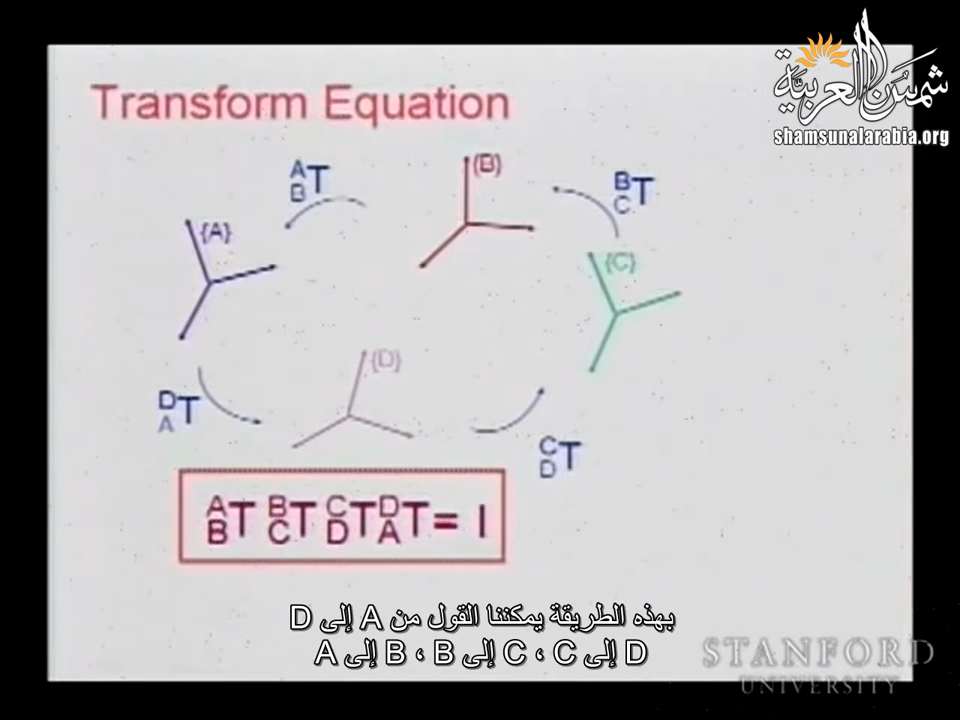 شمس العربية
shamsunalarabia.org
Transform Equation
A
B T
{B}
B
C T
{A}
{C}
{D}
D
A T
C
D T
A B C D
B T C T D T A T = I
بهذه الطريقة يمكننا القول من A إلى D
D إلى C ، C إلى B ، B إلى A
STANFORD
UNIVERSITY